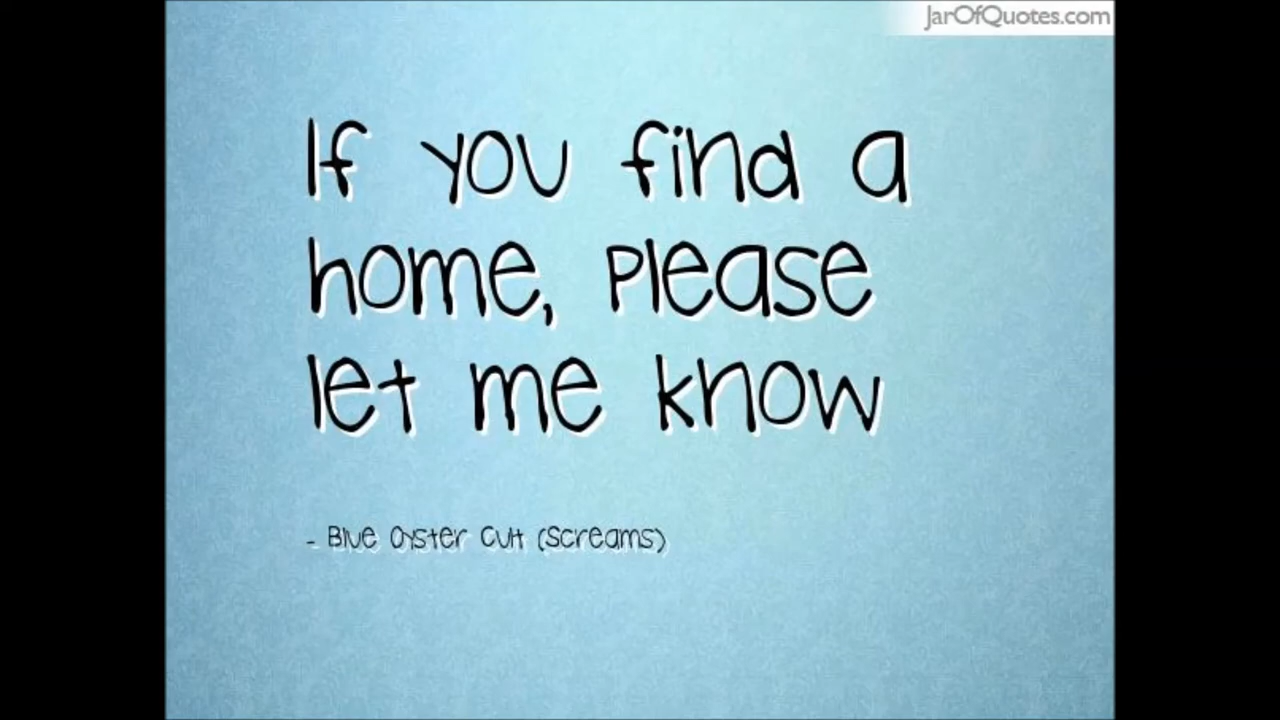 JarOfQuotes.com
If you find a
home, please
let me know
- Blue Oyster Cult (Screams)